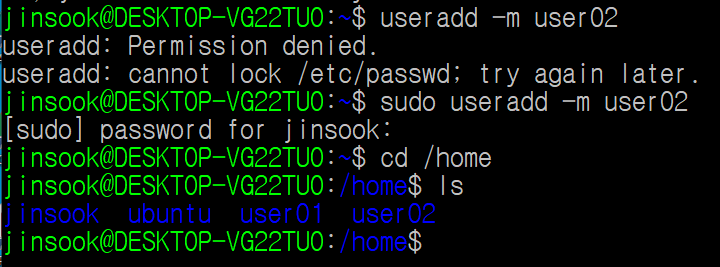 jinsook@DESKTOP-VG22TU0:~$ useradd -m user02
useradd: Permission denied.
useradd: cannot lock /etc/passwd; try again later.
jinsook@DESKTOP-VG22TU0:~$ sudo useradd -m user02
[sudo] password for jinsook:
jinsook@DESKTOP-VG22TU0:~$ cd /home
jinsook@DESKTOP-VG22TU0:/home$ ls
jinsook  ubuntu  user01  user02
jinsook@DESKTOP-VG22TU0:/home$